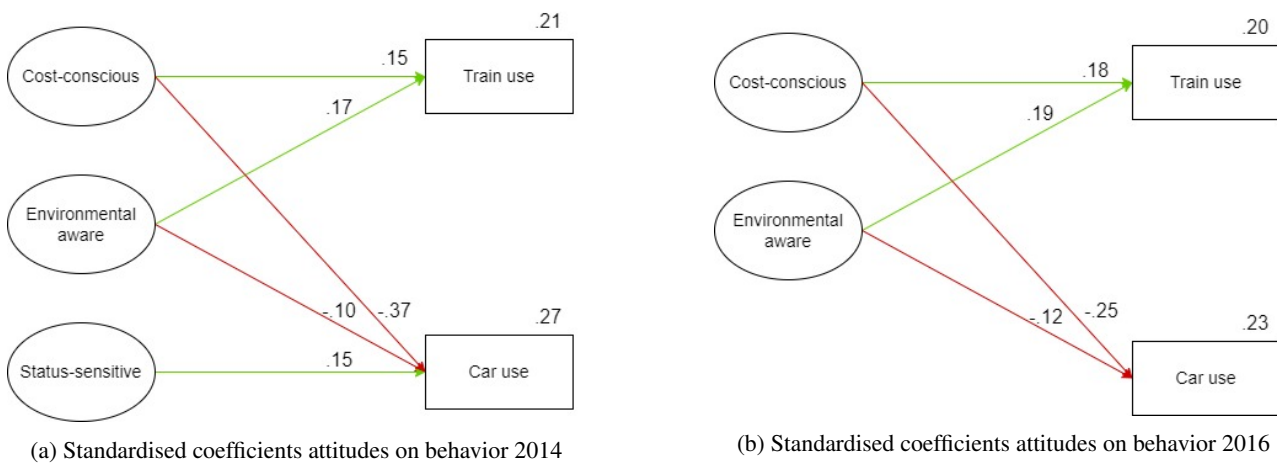 .21
Cost-conscious
.15
Train use
.17
Environmental
aware
-.10
-.37
.27
Status-sensitive
.15
Car use
(a) Standardised coefficients attitudes on behavior 2014
.20
Cost-conscious
.18
Train use
.19
Environmental
aware
-.12
-.25
.23
Car use
(b) Standardised coefficients attitudes on behavior 2016